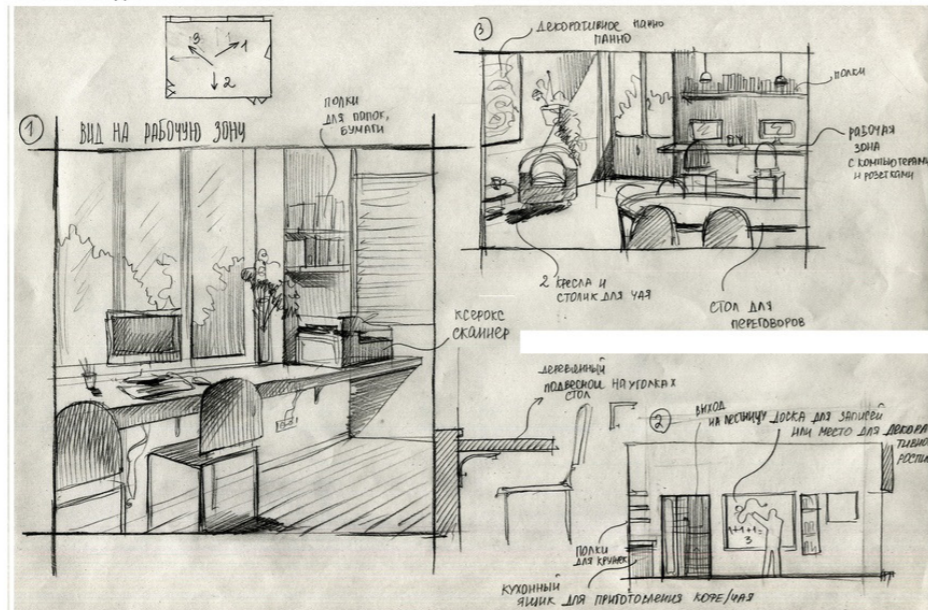 3
1
2
1
ВИД НА РАБОЧУЮ ЗОНУ
ПОЛКИ
ДЛЯ ПАПОК,
БУМАГИ
КСЕРОКС
СКАННЕР
3
ДЕКОРАТИВНОЕ ПАННО
ПАННО
ПОЛКИ
РАБОЧАЯ
ЗОНА
С КОМПЬЮТЕРАМИ
И РОЗЕТКАМИ
2 КРЕСЛА И
СТОЛИК ДЛЯ ЧАЯ
СТОЛ ДЛЯ
ПЕРЕГОВОРОВ
ДЕРЕВЯННЫЙ
ПОДВЕСНОЙ НА УГОЛКАХ
СТОЛ
2
ВЫХОД
НА ЛЕСТНИЦУ
ДОСКА ДЛЯ ЗАПИСЕЙ
ИЛИ МЕСТО ДЛЯ ДЕКОРА
ТИВНО
РОСПИ
1+1+1=
3
ПОЛКИ
ДЛЯ КРУЖЕК
КУХОННЫЙ
ЯЩИК ДЛЯ ПРИГОТОВЛЕНИЯ КОФЕ/ЧАЯ